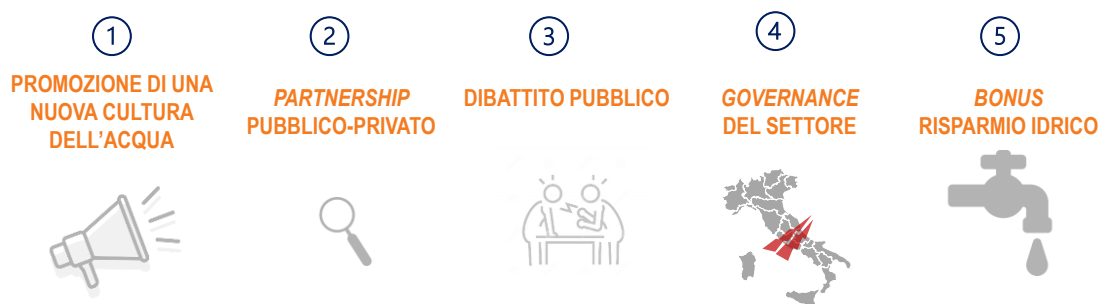 1
PROMOZIONE DI UNA
NUOVA CULTURA
DELL'ACQUA
2
PARTNERSHIP
PUBBLICO-PRIVATO
3
DIBATTITO PUBBLICO
4
GOVERNANCE
DEL SETTORE
5
BONUS
RISPARMIO IDRICO